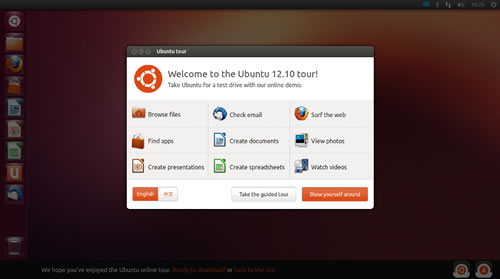 EN
10:25
Ubuntu tour
Welcome to the Ubuntu 12.10 tour!
Take Ubuntu for a test drive with our online demo.
Browse files
Check email
Surf the web
Find apps
Create documents
View photos
Create presentations
Create spreadsheets
Watch videos
English
中文
Take the guided tour
Show yourself around
We hope you've enjoyed the Ubuntu online tour. Ready to download? or Back to the site